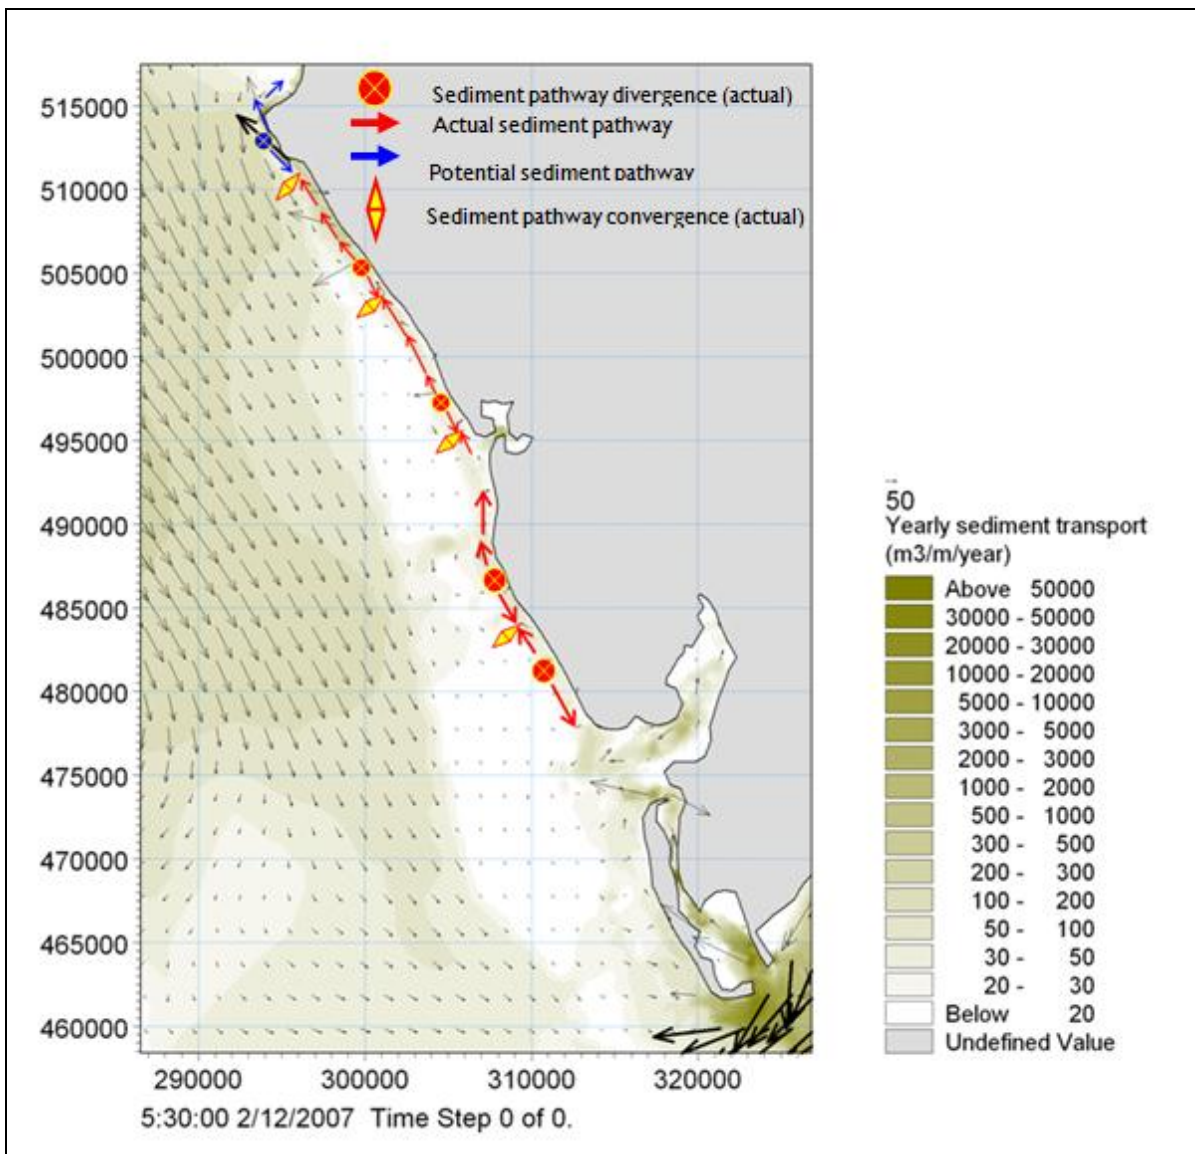 Sediment pathway divergence (actual)
Actual sediment pathway
Potential sediment pathway
Sediment pathway convergence (actual)
515000
510000
505000
500000
495000
490000
485000
480000
475000
470000
465000
460000
290000 300000 310000 320000
5:30:00 2/12/2007 Time Step 0 of 0.
50
Yearly sediment transport
(m3/m/year)
Above 50000
30000 - 50000
20000 - 30000
10000 - 20000
5000 - 10000
3000 - 5000
2000 - 3000
1000 - 2000
500 - 1000
300 - 500
200 - 300
100 - 200
50 - 100
30 - 50
20 - 30
Below 20
Undefined Value